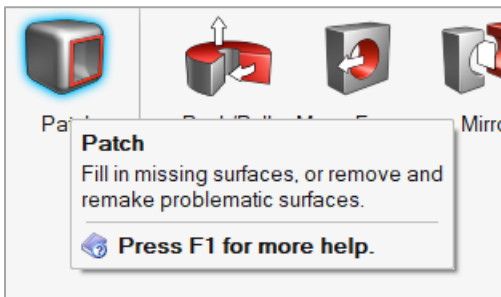 Patch
Fill in missing surfaces, or remove and
remake problematic surfaces.
Press F1 for more help.